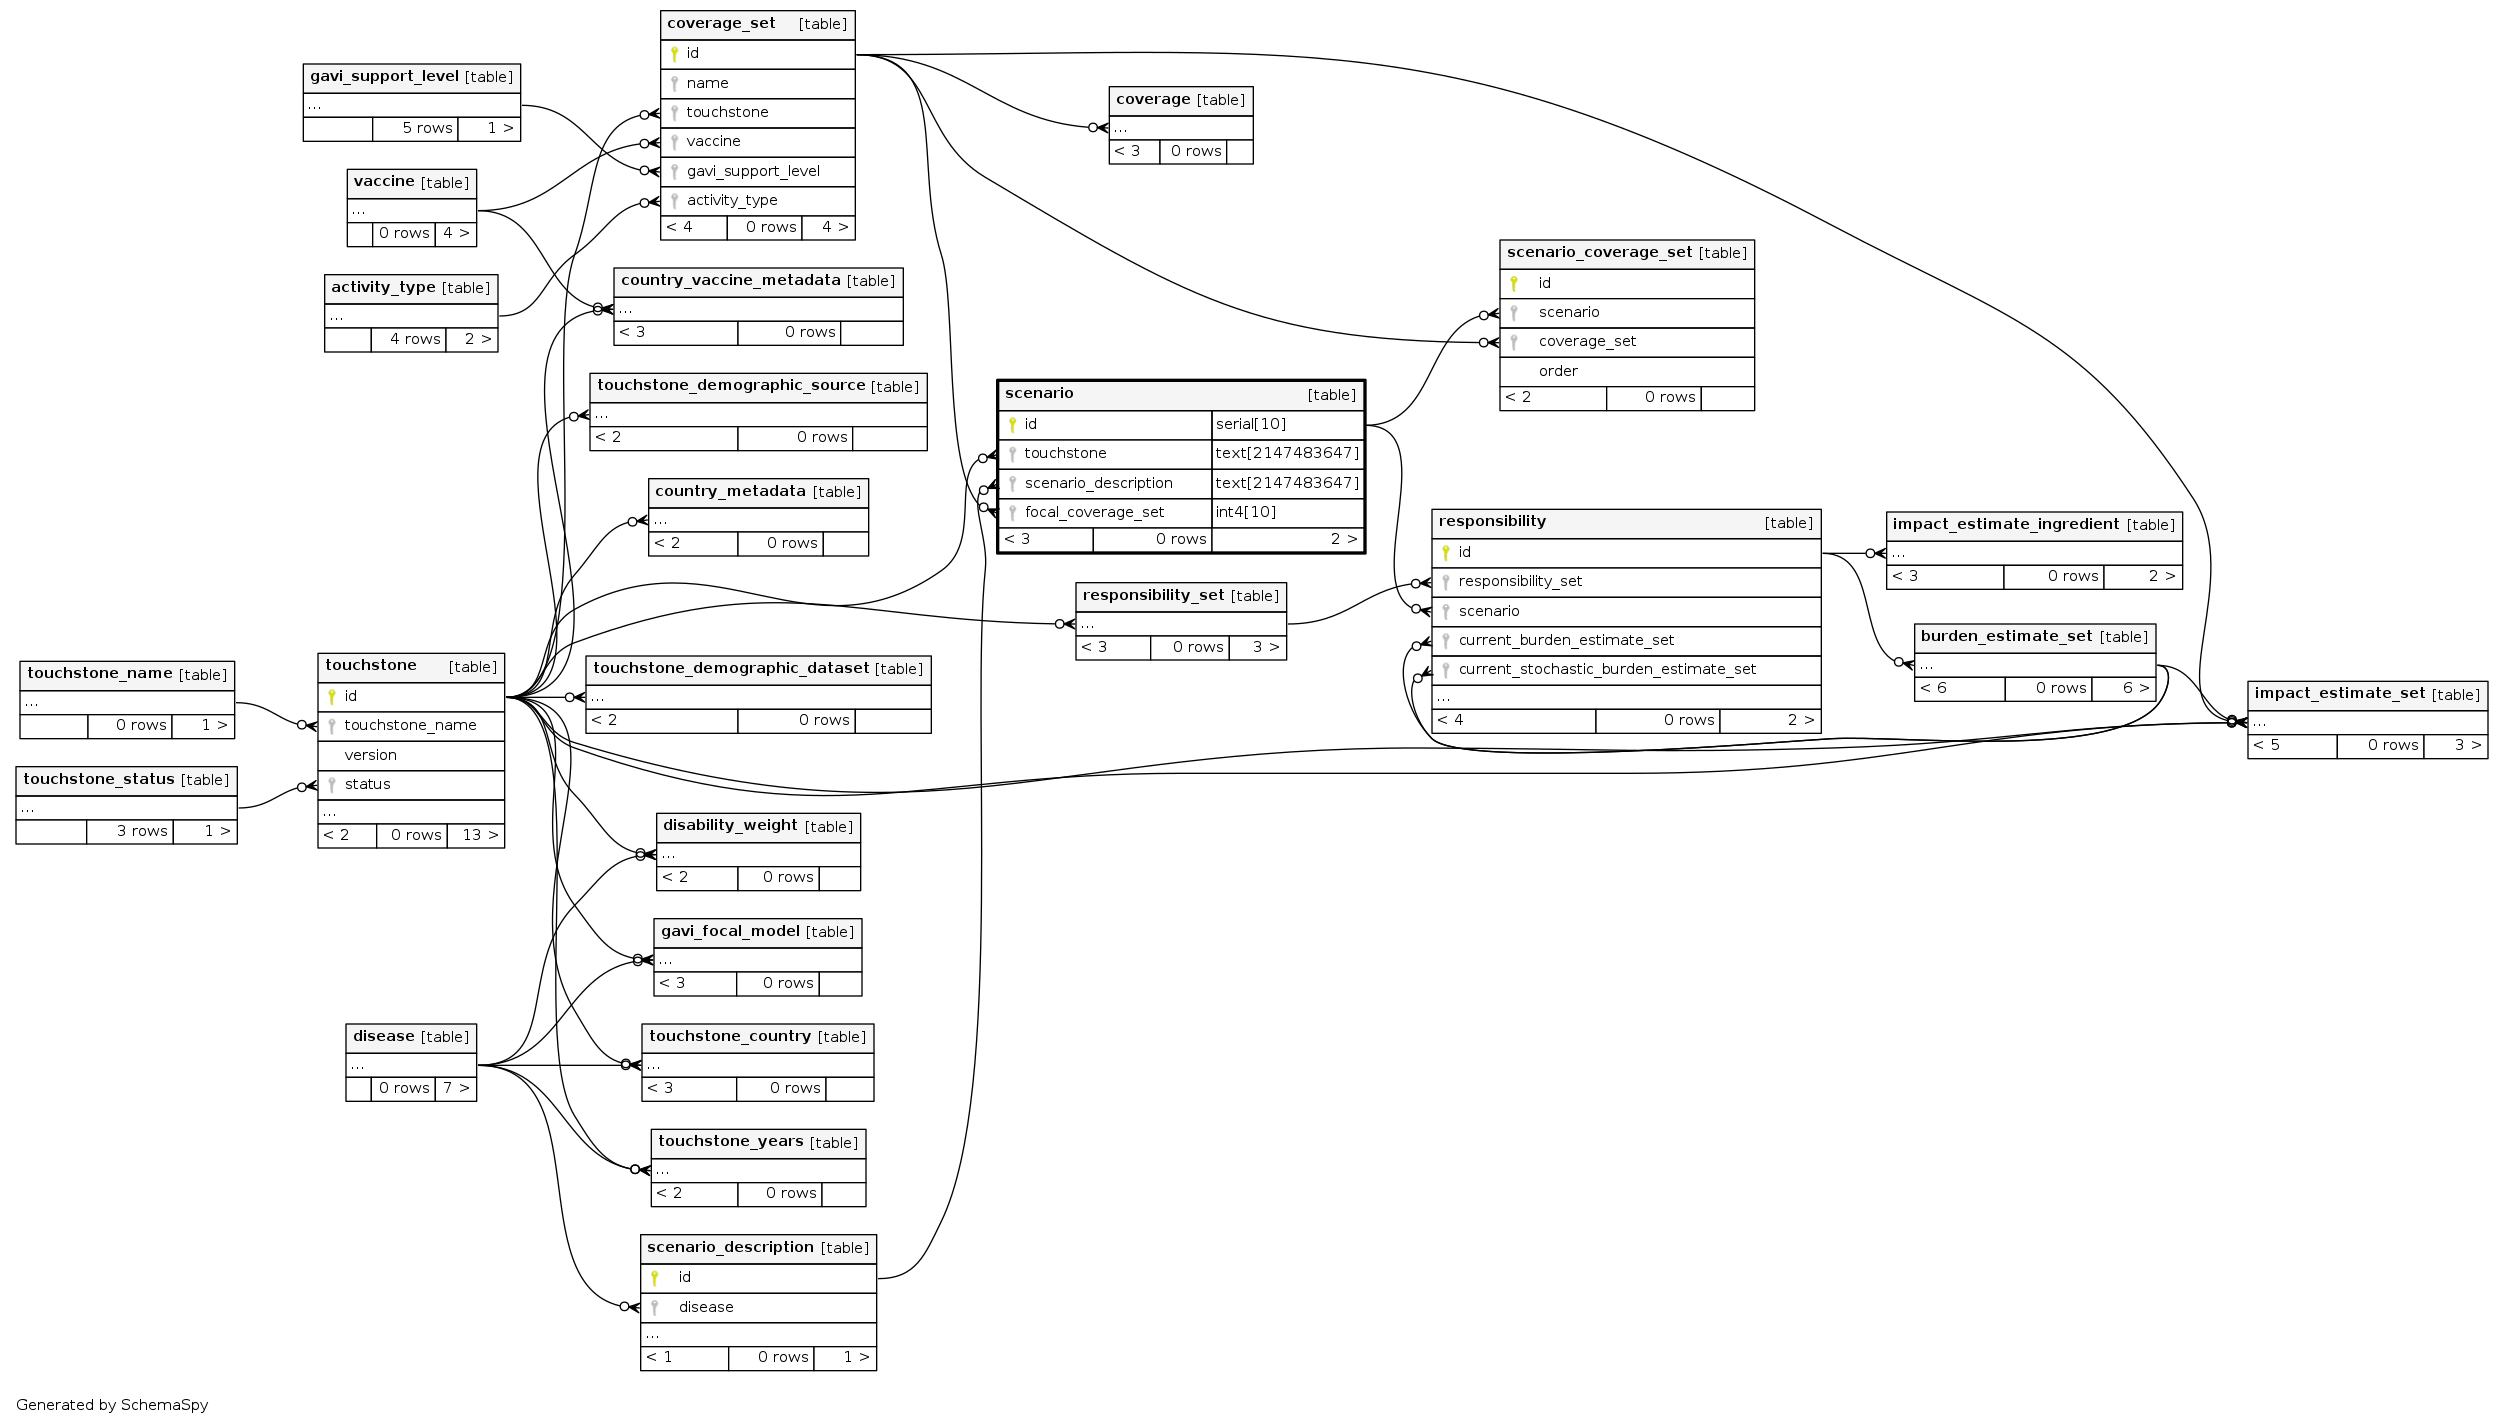 coverage_set [table]
id
name
touchstone
vaccine
gavi_support_level
activity_type
< 4 0 rows 4 >
gavi_support_level [table]
...
5 rows 1 >
vaccine [table]
...
0 rows 4 >
activity_type [table]
...
4 rows 2 >
coverage [table]
...
< 3 0 rows
country_vaccine_metadata [table]
...
< 3 0 rows
touchstone_demographic_source [table]
...
< 2 0 rows
country_metadata [table]
...
< 2 0 rows
scenario_coverage_set [table]
id
scenario
coverage_set
order
< 2 0 rows
scenario [table]
id serial[10]
touchstone text[2147483647]
scenario_description text[2147483647]
focal_coverage_set int4[10]
< 3 0 rows 2 >
responsibility_set [table]
...
< 3 0 rows 3 >
responsibility [table]
id
responsibility_set
scenario
current_burden_estimate_set
current_stochastic_burden_estimate_set
...
< 4 0 rows 2 >
impact_estimate_ingredient [table]
...
< 3 0 rows 2 >
burden_estimate_set [table]
...
< 6 0 rows 6 >
impact_estimate_set [table]
...
< 5 0 rows 3 >
touchstone_name [table]
...
0 rows 1 >
touchstone_status [table]
...
3 rows 1 >
touchstone [table]
id
touchstone_name
version
status
...
< 2 0 rows 13 >
touchstone_demographic_dataset [table]
...
< 2 0 rows
disability_weight [table]
...
< 2 0 rows
gavi_focal_model [table]
...
< 3 0 rows
disease [table]
...
0 rows 7 >
touchstone_country [table]
...
< 3 0 rows
touchstone_years [table]
...
< 2 0 rows
scenario_description [table]
id
disease
...
< 1 0 rows 1 >
Generated by SchemaSpy